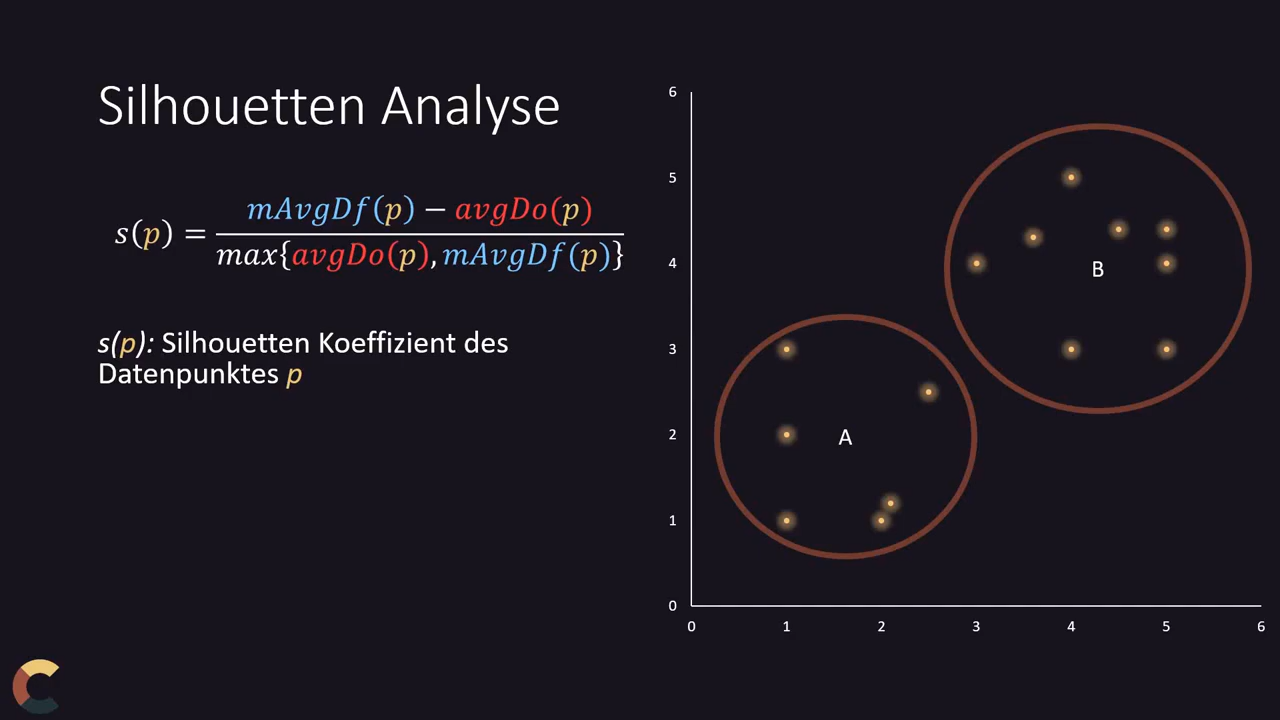 Silhouetten Analyse
s(p) = mAvgDf(p) − avgDo(p) / max{avgDo(p), mAvgDf(p)}
s(p): Silhouetten Koeffizient des
Datenpunktes p
6
5
4
3
2
1
0
B
A
0 1 2 3 4 5 6